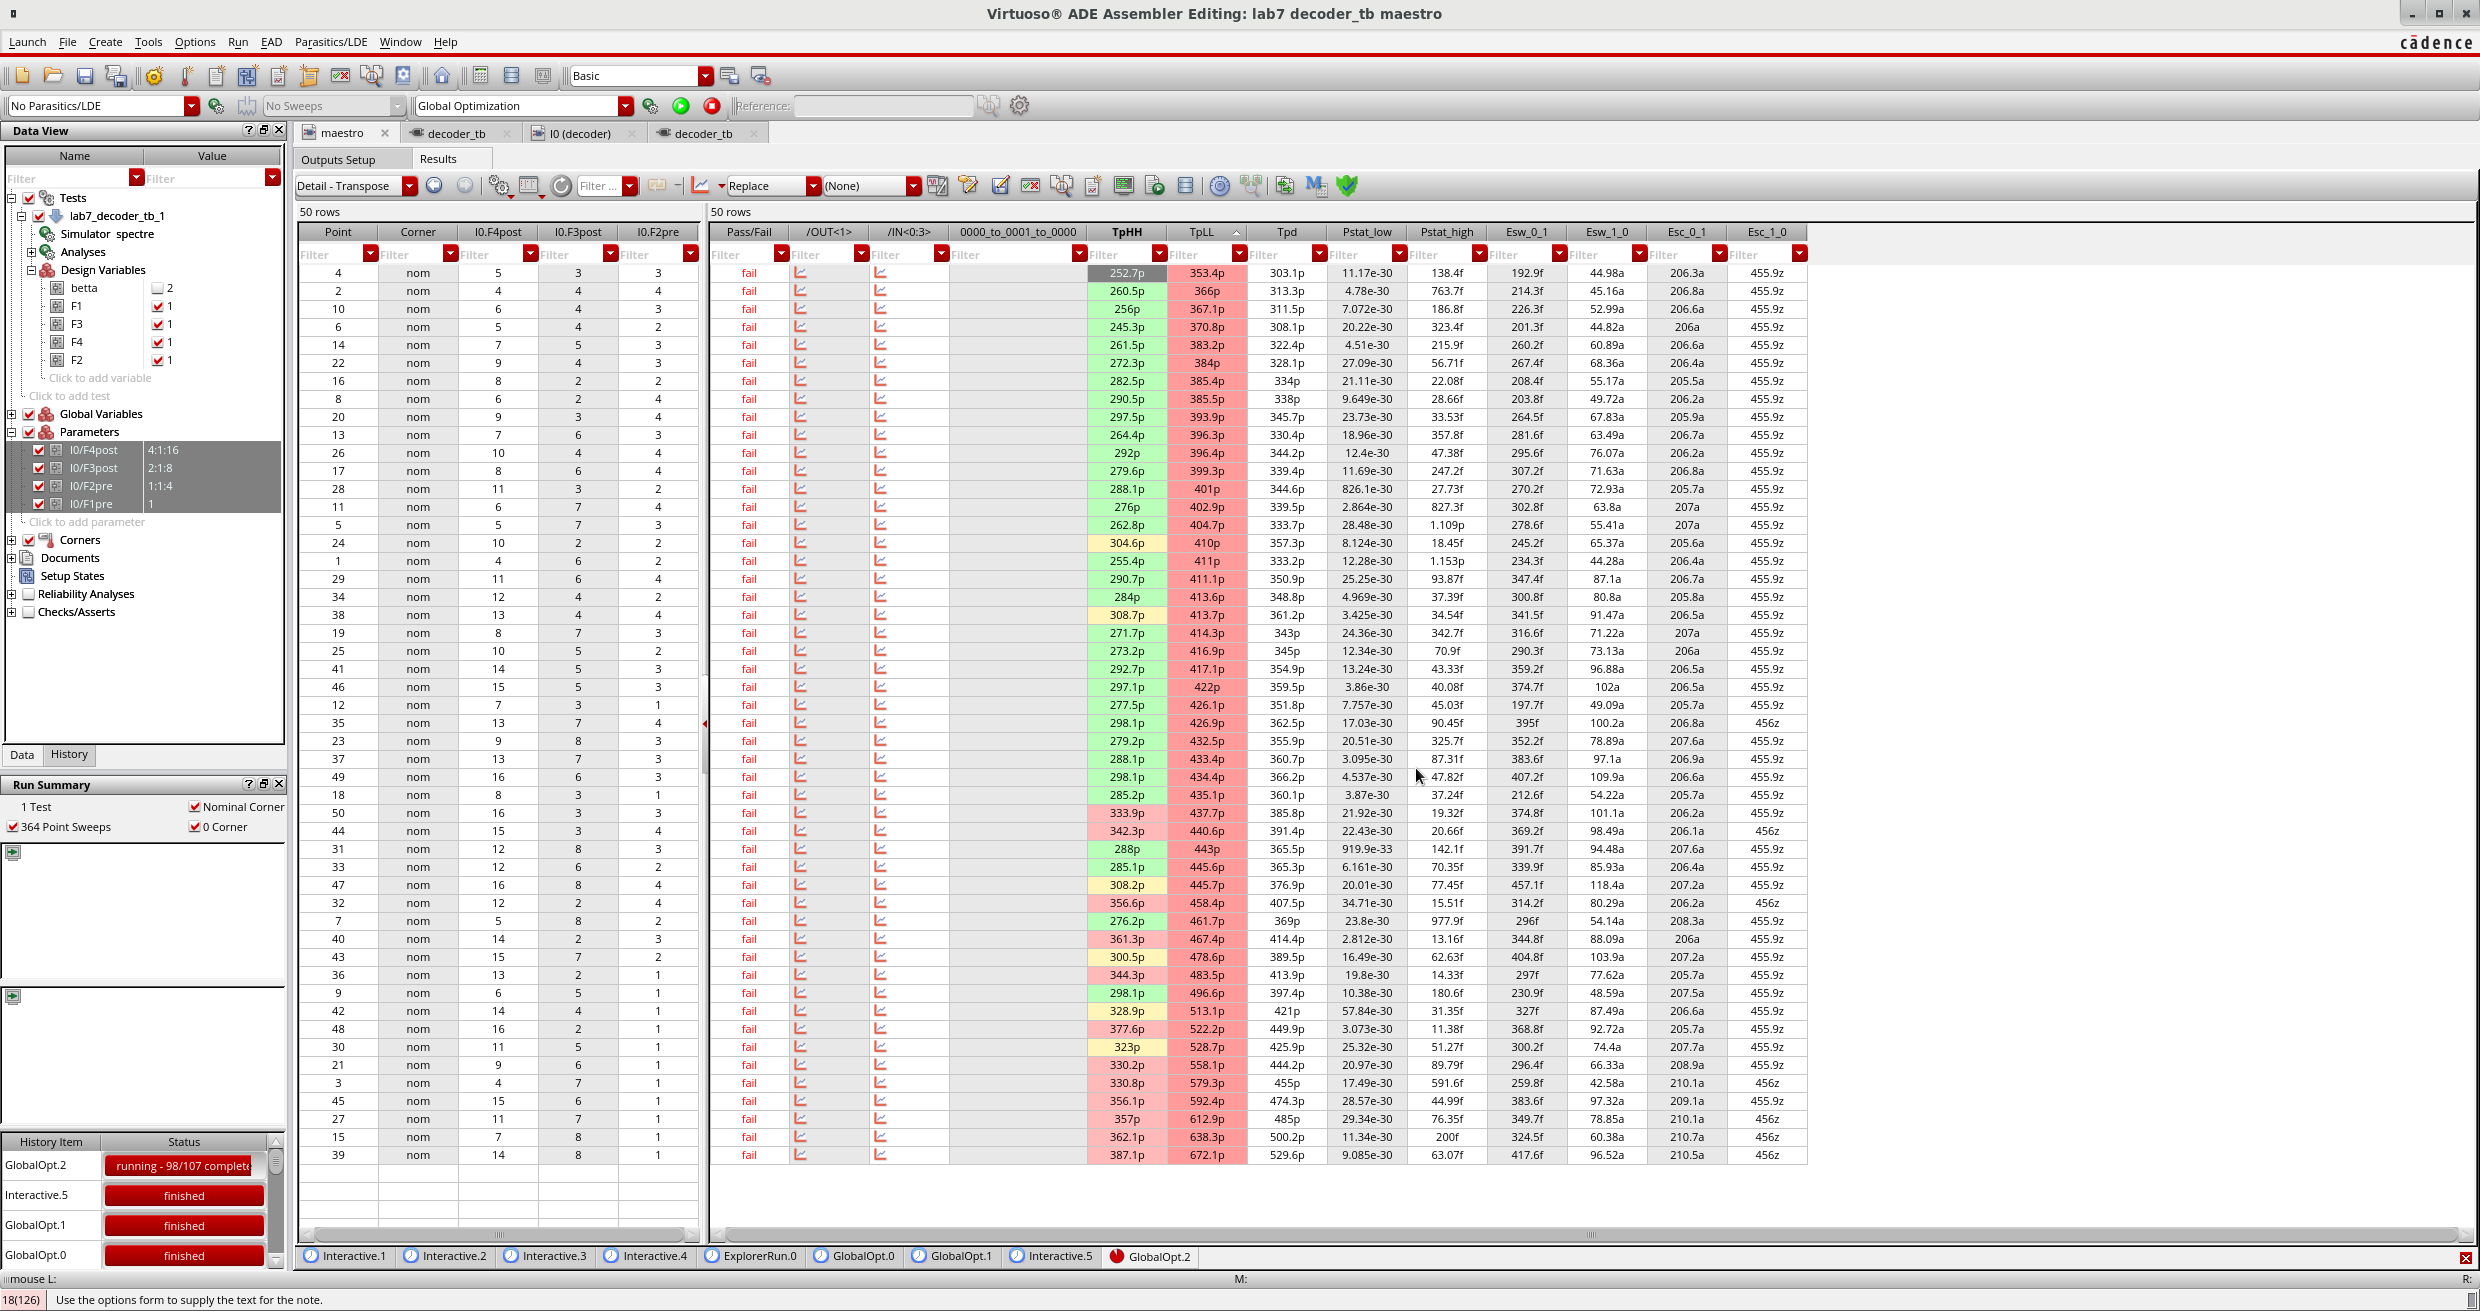 Virtuoso® ADE Assembler Editing: lab7 decoder_tb maestro
Launch File Create Tools Options Run EAD Parasitics/LDE Window Help
cādence
Basic
No Parasitics/LDE No Sweeps Global Optimization Reference:
Data View
Name Value
Filter Filter
Tests
lab7_decoder_tb_1
Simulator spectre
Analyses
Design Variables
betta 2
F1 1
F3 1
F4 1
F2 1
Click to add variable
Click to add test
Global Variables
Parameters
I0/F4post 4:1:16
I0/F3post 2:1:8
I0/F2pre 1:1:4
I0/F1pre 1
Click to add parameter
Corners
Documents
Setup States
Reliability Analyses
Checks/Asserts
Data History
Run Summary
1 Test Nominal Corner
364 Point Sweeps 0 Corner
History Item Status
GlobalOpt.2 running - 98/107 complete
Interactive.5 finished
GlobalOpt.1 finished
GlobalOpt.0 finished
maestro decoder_tb I0 (decoder) decoder_tb
Outputs Setup Results
Detail - Transpose Filter ... Replace (None)
50 rows 50 rows
Point Corner I0.F4post I0.F3post I0.F2pre Pass/Fail /OUT<1> /IN<0:3> 0000_to_0001_to_0000 TpHH TpLL Tpd Pstat_low Pstat_high Esw_0_1 Esw_1_0 Esc_0_1 Esc_1_0
Filter Filter Filter Filter Filter Filter Filter Filter Filter Filter Filter Filter Filter Filter Filter Filter Filter Filter
4 nom 5 3 3 fail 252.7p 353.4p 303.1p 11.17e-30 138.4f 192.9f 44.98a 206.3a 455.9z
2 nom 4 4 4 fail 260.5p 366p 313.3p 4.78e-30 763.7f 214.3f 45.16a 206.8a 455.9z
10 nom 6 4 3 fail 256p 367.1p 311.5p 7.072e-30 186.8f 226.3f 52.99a 206.6a 455.9z
6 nom 5 4 2 fail 245.3p 370.8p 308.1p 20.22e-30 323.4f 201.3f 44.82a 206a 455.9z
14 nom 7 5 3 fail 261.5p 383.2p 322.4p 4.51e-30 215.9f 260.2f 60.89a 206.6a 455.9z
22 nom 9 4 3 fail 272.3p 384p 328.1p 27.09e-30 56.71f 267.4f 68.36a 206.4a 455.9z
16 nom 8 2 2 fail 282.5p 385.4p 334p 21.11e-30 22.08f 208.4f 55.17a 205.5a 455.9z
8 nom 6 2 4 fail 290.5p 385.5p 338p 9.649e-30 28.66f 203.8f 49.72a 206.2a 455.9z
20 nom 9 3 4 fail 297.5p 393.9p 345.7p 23.73e-30 33.53f 264.5f 67.83a 205.9a 455.9z
13 nom 7 6 3 fail 264.4p 396.3p 330.4p 18.96e-30 357.8f 281.6f 63.49a 206.7a 455.9z
26 nom 10 4 4 fail 292p 396.4p 344.2p 12.4e-30 47.38f 295.6f 76.07a 206.2a 455.9z
17 nom 8 6 4 fail 279.6p 399.3p 339.4p 11.69e-30 247.2f 307.2f 71.63a 206.8a 455.9z
28 nom 11 3 2 fail 288.1p 401p 344.6p 826.1e-30 27.73f 270.2f 72.93a 205.7a 455.9z
11 nom 6 7 4 fail 276p 402.9p 339.5p 2.864e-30 827.3f 302.8f 63.8a 207a 455.9z
5 nom 5 7 3 fail 262.8p 404.7p 333.7p 28.48e-30 1.109p 278.6f 55.41a 207a 455.9z
24 nom 10 2 2 fail 304.6p 410p 357.3p 8.124e-30 18.45f 245.2f 65.37a 205.6a 455.9z
1 nom 4 6 2 fail 255.4p 411p 333.2p 12.28e-30 1.153p 234.3f 44.28a 206.4a 455.9z
29 nom 11 6 4 fail 290.7p 411.1p 350.9p 25.25e-30 93.87f 347.4f 87.1a 206.7a 455.9z
34 nom 12 4 2 fail 284p 413.6p 348.8p 4.969e-30 37.39f 300.8f 80.8a 205.8a 455.9z
38 nom 13 4 4 fail 308.7p 413.7p 361.2p 3.425e-30 34.54f 341.5f 91.47a 206.5a 455.9z
19 nom 8 7 3 fail 271.7p 414.3p 343p 24.36e-30 342.7f 316.6f 71.22a 207a 455.9z
25 nom 10 5 2 fail 273.2p 416.9p 345p 12.34e-30 70.9f 290.3f 73.13a 206a 455.9z
41 nom 14 5 3 fail 292.7p 417.1p 354.9p 13.24e-30 43.33f 359.2f 96.88a 206.5a 455.9z
46 nom 15 5 3 fail 297.1p 422p 359.5p 3.86e-30 40.08f 374.7f 102a 206.5a 455.9z
12 nom 7 3 1 fail 277.5p 426.1p 351.8p 7.757e-30 45.03f 197.7f 49.09a 206.5a 455.9z
35 nom 13 7 4 fail 298.1p 426.9p 362.5p 17.03e-30 90.45f 395f 100.2a 206.8a 456z
23 nom 9 8 3 fail 279.2p 432.5p 355.9p 20.51e-30 325.7f 352.2f 78.89a 207.6a 455.9z
37 nom 13 7 3 fail 288.1p 433.4p 360.7p 3.095e-30 87.31f 383.6f 97.1a 206.9a 455.9z
49 nom 16 6 3 fail 298.1p 434.4p 366.2p 4.537e-30 47.82f 407.2f 109.9a 206.6a 455.9z
18 nom 8 3 1 fail 285.2p 435.1p 360.1p 3.87e-30 37.24f 212.6f 54.22a 206.5a 455.9z
50 nom 16 3 3 fail 333.9p 437.7p 385.8p 21.92e-30 19.32f 374.8f 101.1a 206.2a 455.9z
44 nom 15 3 4 fail 342.3p 440.6p 391.4p 22.43e-30 20.66f 369.2f 98.49a 206.1a 456z
31 nom 12 8 3 fail 288p 443p 365.5p 919.9e-33 142.1f 391.7f 94.48a 207.6a 455.9z
33 nom 12 6 2 fail 285.1p 445.6p 365.3p 6.161e-30 70.35f 339.9f 85.93a 206.4a 455.9z
47 nom 16 8 4 fail 308.2p 445.7p 376.9p 20.01e-30 77.45f 457.1f 118.4a 207.2a 455.9z
32 nom 12 2 4 fail 356.6p 458.4p 407.5p 34.71e-30 15.51f 314.2f 80.29a 206.2a 456z
7 nom 5 8 2 fail 276.2p 461.7p 369p 23.8e-30 977.9f 296f 54.14a 208.3a 455.9z
40 nom 14 2 3 fail 361.3p 467.4p 414.4p 2.812e-30 13.16f 344.8f 88.09a 206a 455.9z
43 nom 15 7 2 fail 300.5p 478.6p 389.5p 16.49e-30 62.63f 404.8f 103.9a 207.2a 455.9z
36 nom 13 2 1 fail 344.3p 483.5p 413.9p 19.8e-30 14.33f 297f 77.62a 205.7a 455.9z
9 nom 6 5 1 fail 298.1p 496.6p 397.4p 10.38e-30 180.6f 230.9f 48.59a 207.5a 455.9z
42 nom 14 4 1 fail 328.9p 513.1p 421p 57.84e-30 31.35f 327f 87.49a 206.6a 455.9z
48 nom 16 2 1 fail 377.6p 522.2p 449.9p 3.073e-30 11.38f 368.8f 92.72a 205.7a 455.9z
30 nom 11 5 1 fail 323p 528.7p 425.9p 25.32e-30 51.27f 300.2f 74.4a 207.7a 455.9z
21 nom 9 6 1 fail 330.2p 558.1p 444.2p 20.97e-30 89.79f 296.4f 66.33a 208.9a 455.9z
3 nom 4 7 1 fail 330.8p 579.3p 455p 17.49e-30 591.6f 259.8f 42.58a 210.1a 456z
45 nom 15 6 1 fail 356.1p 592.4p 474.3p 28.57e-30 44.99f 383.6f 97.32a 209.1a 455.9z
27 nom 11 7 1 fail 357p 612.9p 485p 29.34e-30 76.35f 349.7f 78.85a 210.1a 456z
15 nom 7 8 1 fail 362.1p 638.3p 500.2p 11.34e-30 200f 324.5f 60.38a 210.7a 456z
39 nom 14 8 1 fail 387.1p 672.1p 529.6p 9.085e-30 63.07f 417.6f 96.52a 210.5a 456z
Interactive.1 Interactive.2 Interactive.3 Interactive.4 ExplorerRun.0 GlobalOpt.0 GlobalOpt.1 Interactive.5 GlobalOpt.2
mouse L: M: R:
18(126) Use the options form to supply the text for the note.